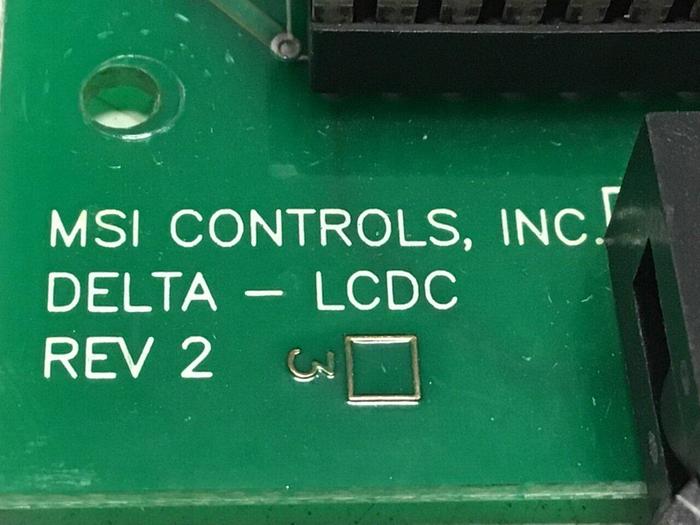 MSI CONTROLS, INC.
DELTA — LCDC
REV 2
3